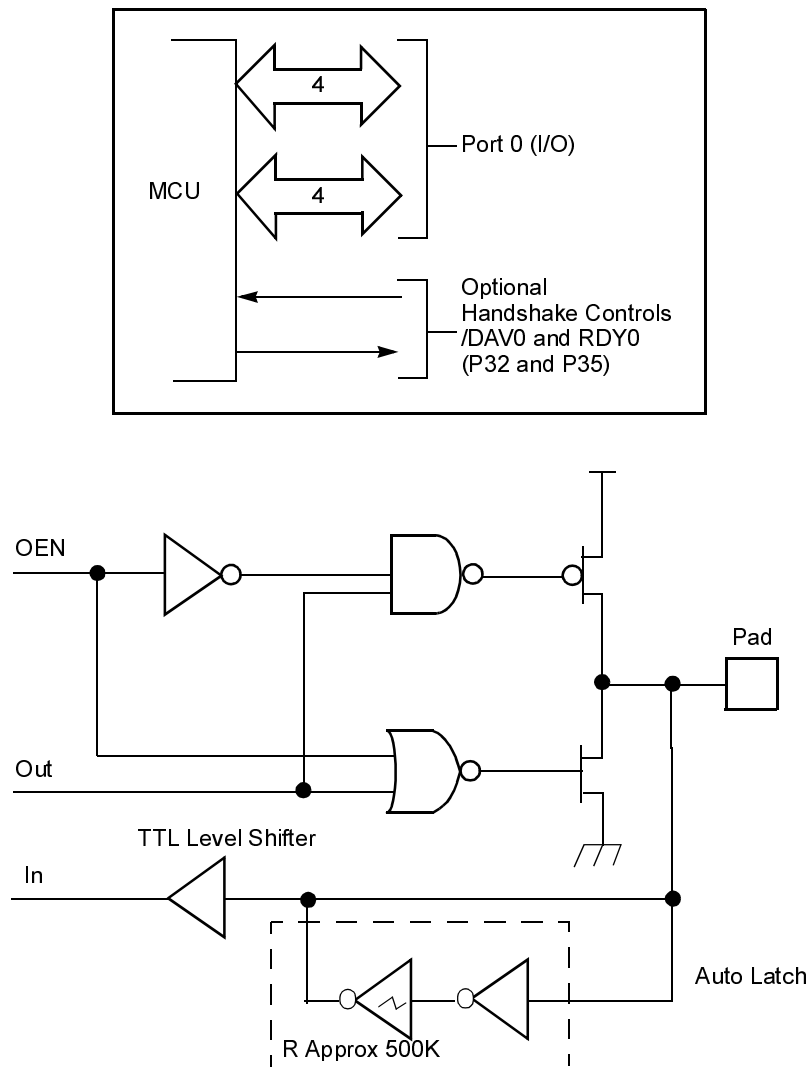 4
Port 0 (I/O)
MCU
4
Optional
Handshake Controls
/DAV0 and RDY0
(P32 and P35)
OEN
Pad
Out
TTL Level Shifter
In
Auto Latch
R Approx 500K